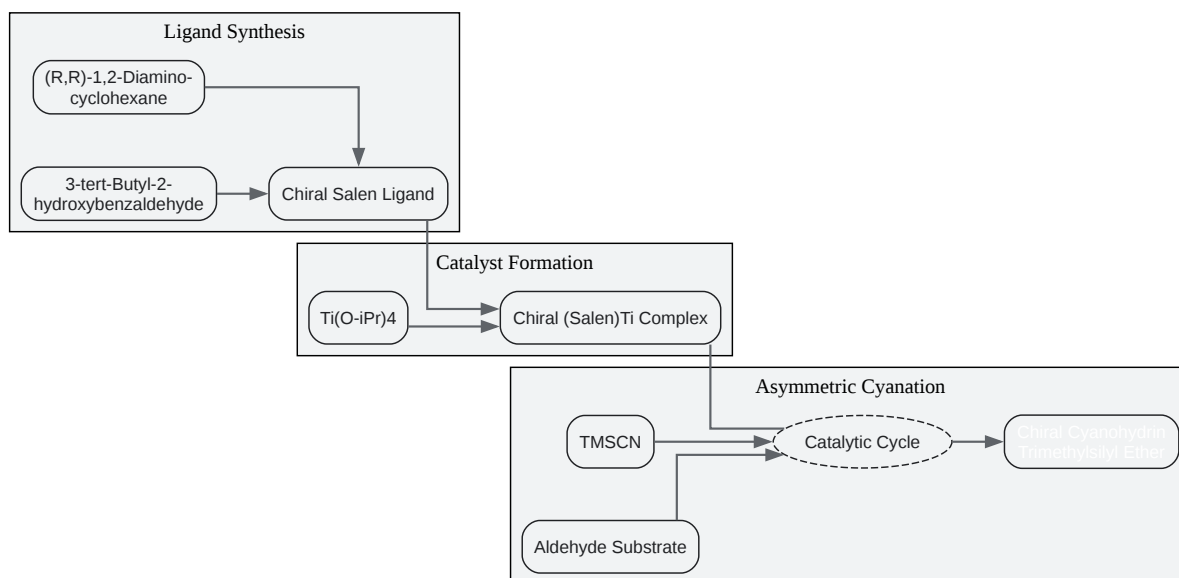 Ligand Synthesis
(R,R)-1,2-Diamino-
cyclohexane
3-tert-Butyl-2-
hydroxybenzaldehyde
Chiral Salen Ligand
Catalyst Formation
Ti(O-iPr)4
Chiral (Salen)Ti Complex
Asymmetric Cyanation
TMSCN
Catalytic Cycle
Chiral Cyanohydrin
Trimethylsilyl Ether
Aldehyde Substrate